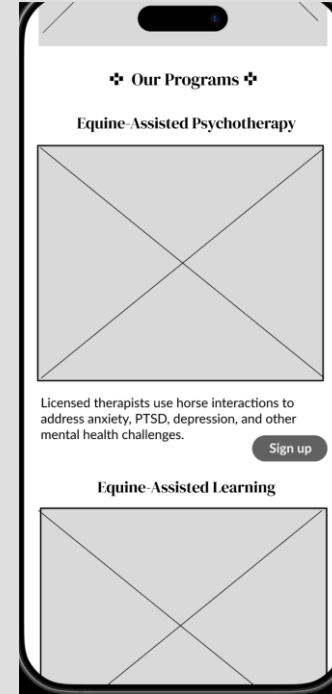 ✣ Our Programs ✣
Equine-Assisted Psychotherapy
Licensed therapists use horse interactions to
address anxiety, PTSD, depression, and other
mental health challenges.
Sign up
Equine-Assisted Learning